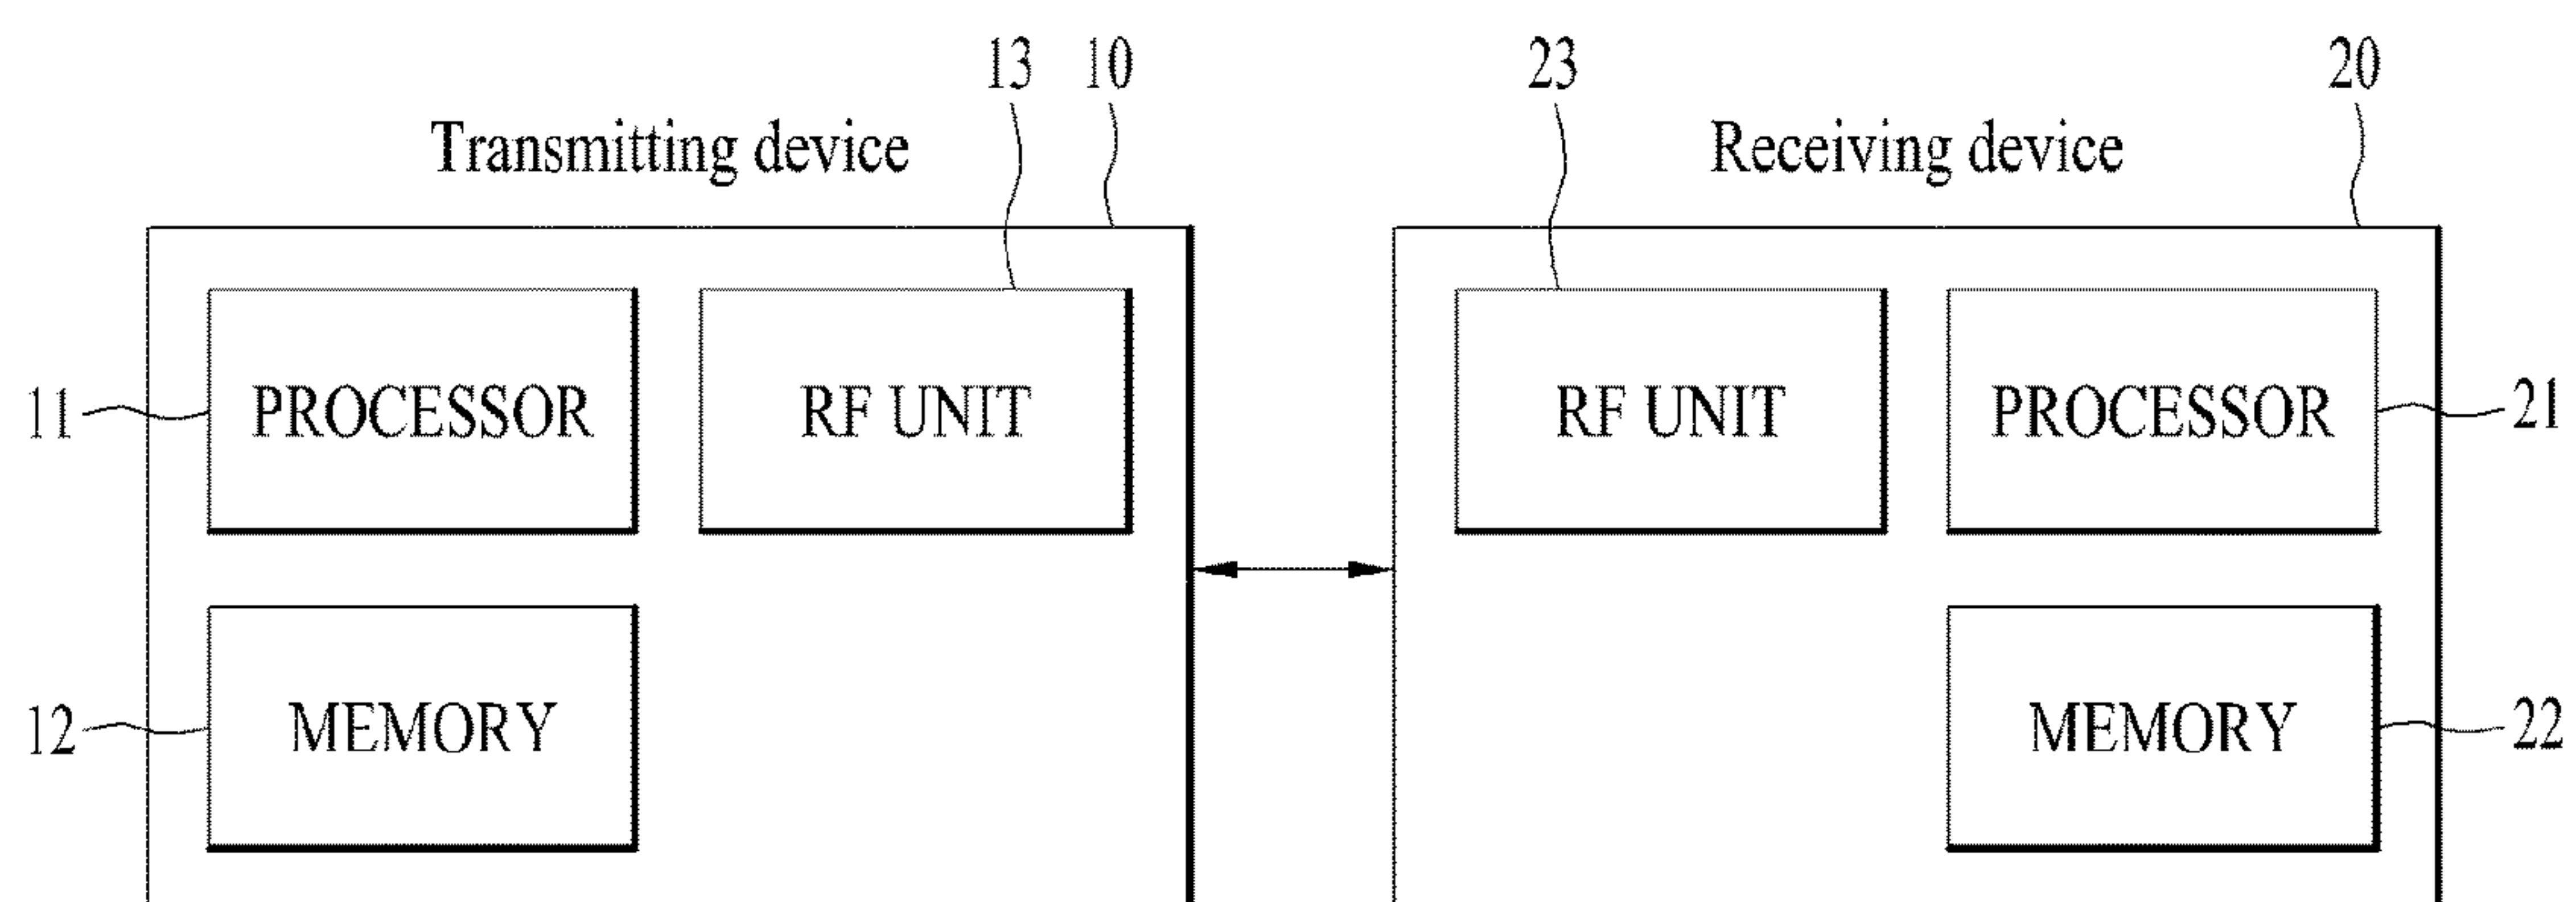 13 10 23 20
Transmitting device Receiving device
11 PROCESSOR RF UNIT RF UNIT PROCESSOR 21
12 MEMORY MEMORY 22